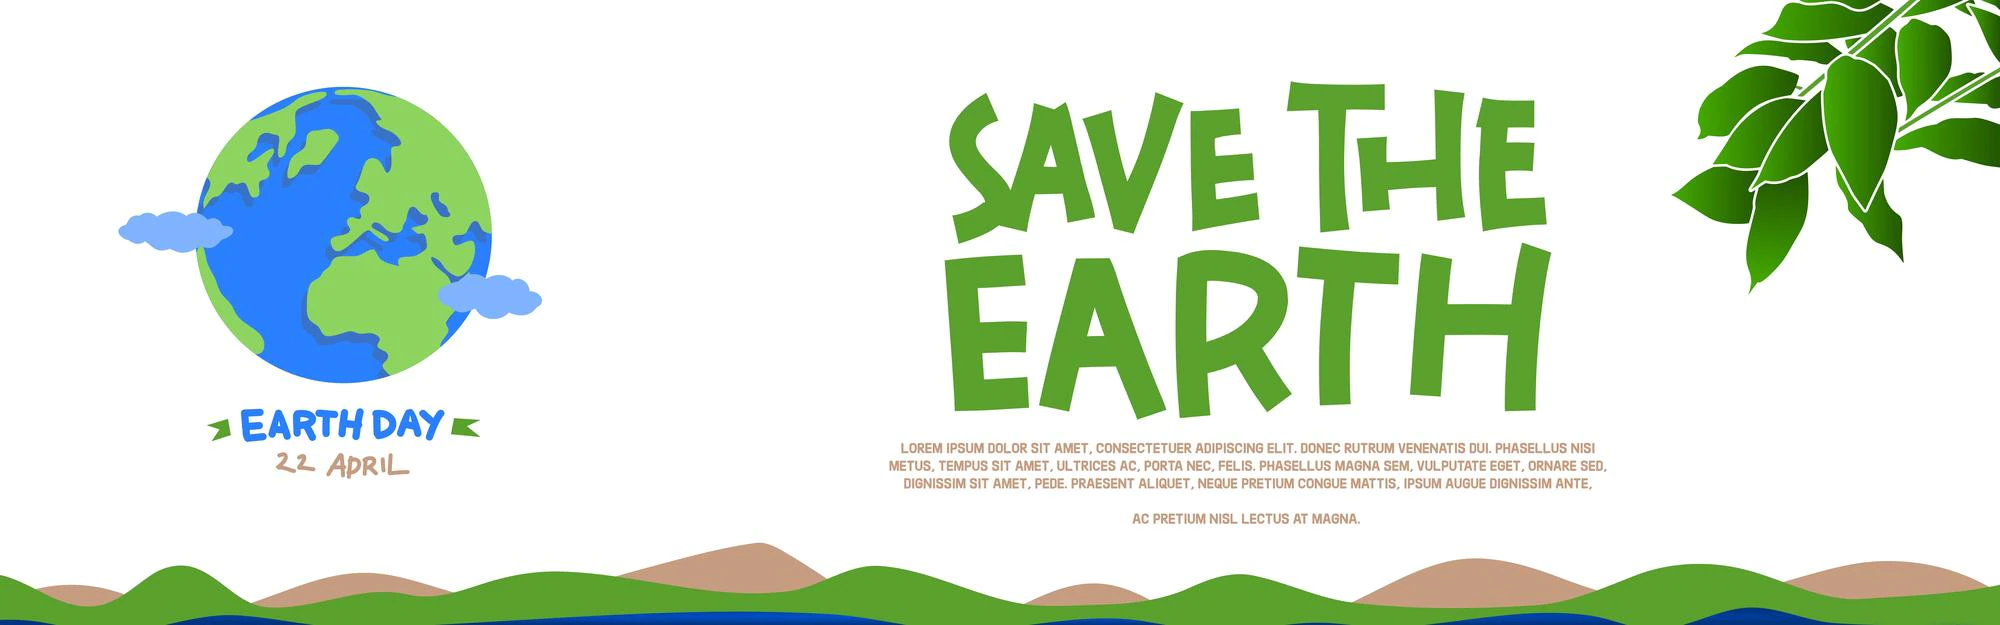 EARTH DAY
22 APRIL
SAVE THE
EARTH
LOREM IPSUM DOLOR SIT AMET, CONSECTETUER ADIPISCING ELIT. DONEC RUTRUM VENENATIS DUI. PHASELLUS NISI
METUS, TEMPUS SIT AMET, ULTRICES AC, PORTA NEC, FELIS. PHASELLUS MAGNA SEM, VULPUTATE EGET, ORNARE SED,
DIGNISSIM SIT AMET, PEDE. PRAESENT ALIQUET, NEQUE PRETIUM CONGUE MATTIS, IPSUM AUGUE DIGNISSIM ANTE,
AC PRETIUM NISL LECTUS AT MAGNA.